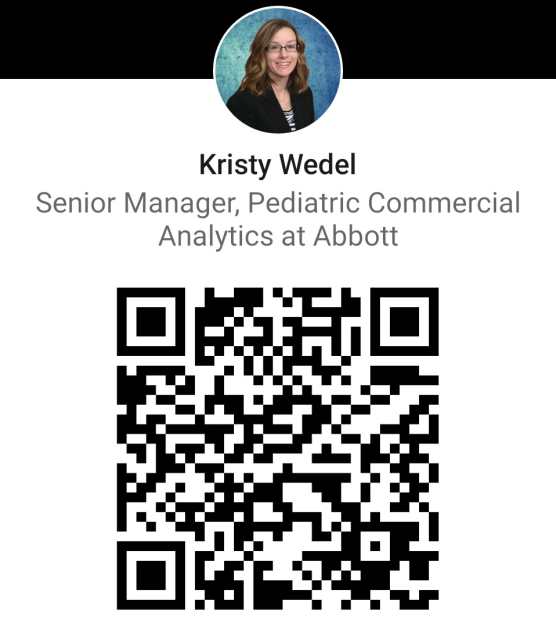 Kristy Wedel
Senior Manager, Pediatric Commercial
Analytics at Abbott